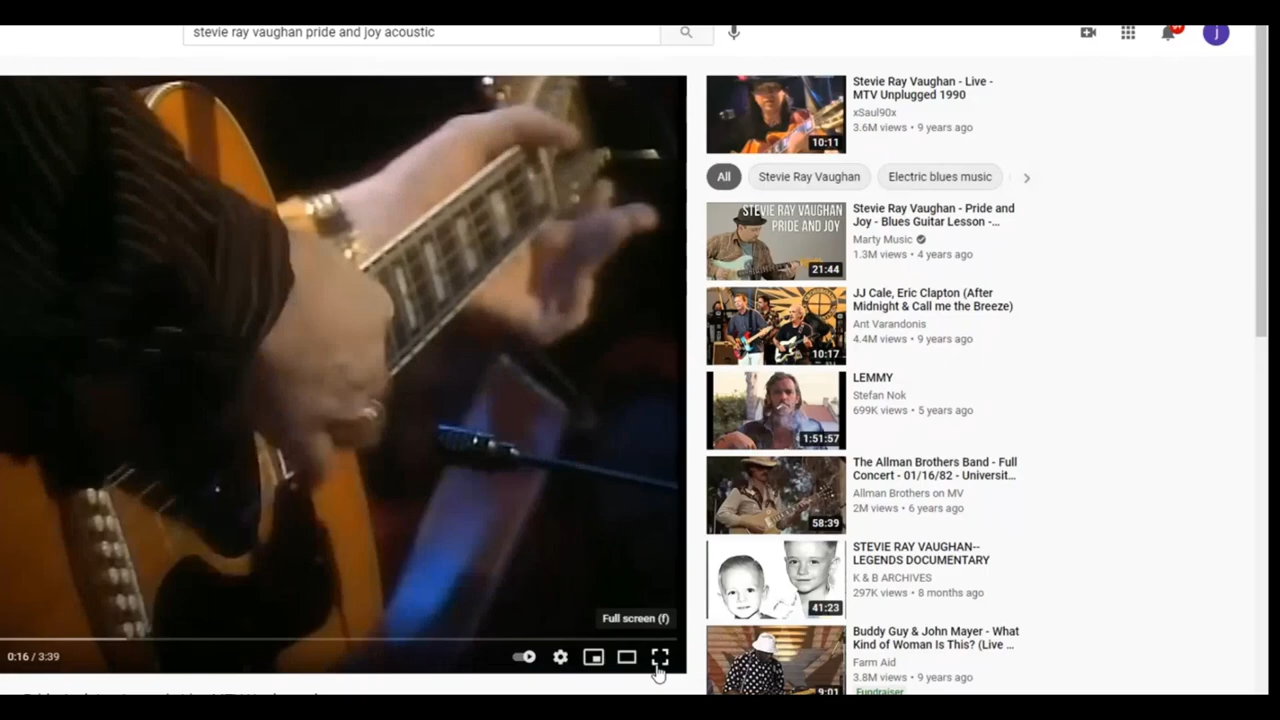 stevie ray vaughan pride and joy acoustic
j
Stevie Ray Vaughan - Live -
MTV Unplugged 1990
xSaul90x
3.6M views • 9 years ago
10:11
All
Stevie Ray Vaughan
Electric blues music
STEVIE RAY VAUGHAN
PRIDE AND JOY
21:44
Stevie Ray Vaughan - Pride and
Joy - Blues Guitar Lesson -...
Marty Music
1.3M views • 4 years ago
JJ Cale, Eric Clapton (After
Midnight & Call me the Breeze)
Ant Varandonis
4.4M views • 9 years ago
10:17
LEMMY
Stefan Nok
699K views • 5 years ago
1:51:57
The Allman Brothers Band - Full
Concert - 01/16/82 - Universit...
Allman Brothers on MV
2M views • 6 years ago
58:39
STEVIE RAY VAUGHAN--
LEGENDS DOCUMENTARY
K & B ARCHIVES
297K views • 8 months ago
41:23
Buddy Guy & John Mayer - What
Kind of Woman Is This? (Live ...
Farm Aid
3.8M views • 9 years ago
9:01
Fundraiser
Full screen (f)
0:16 / 3:39